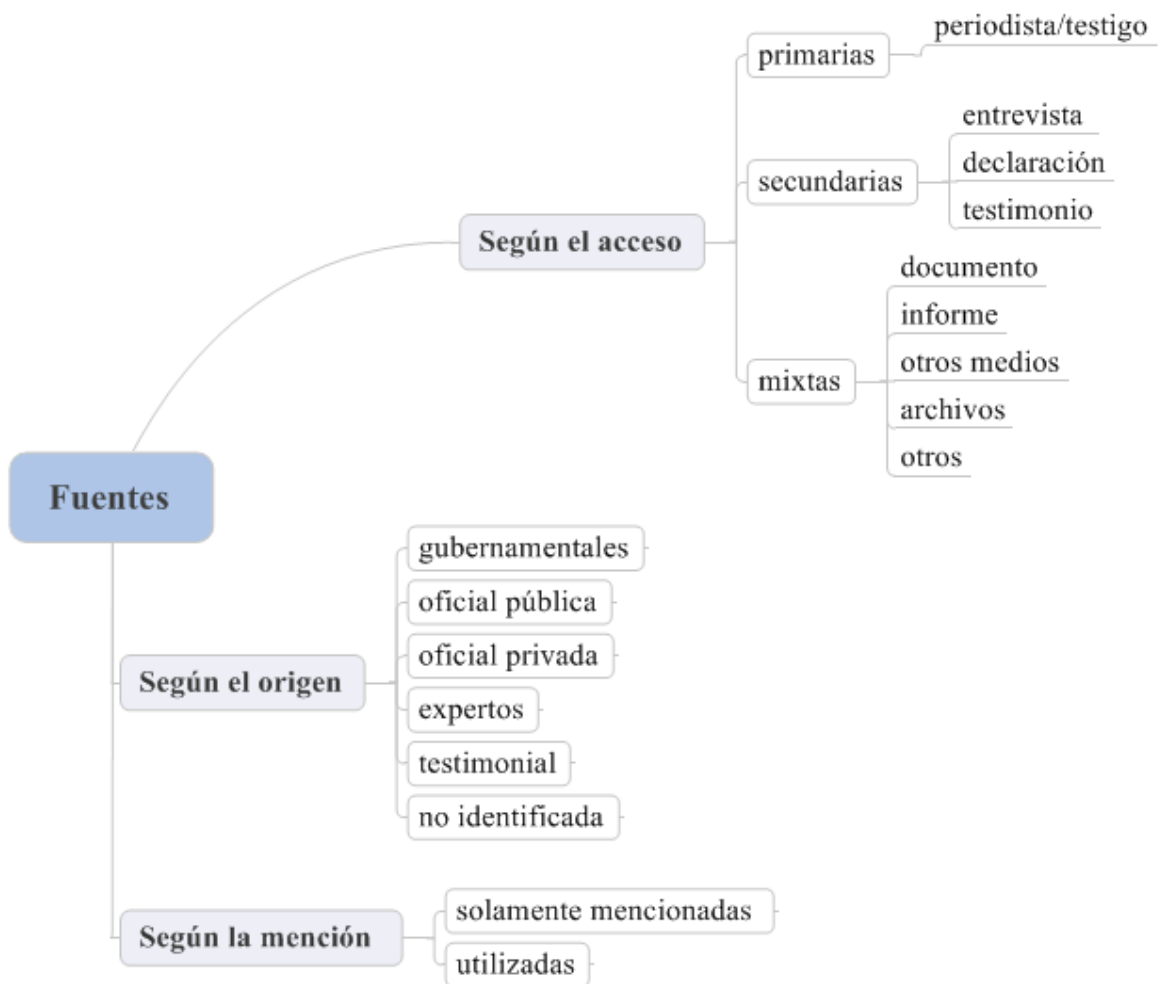 periodista/testigo
primarias
entrevista
secundarias
declaración
testimonio
Según el acceso
documento
informe
otros medios
mixtas
archivos
otros
Fuentes
gubernamentales
oficial pública
oficial privada
Según el origen
expertos
testimonial
no identificada
solamente mencionadas
Según la mención
utilizadas